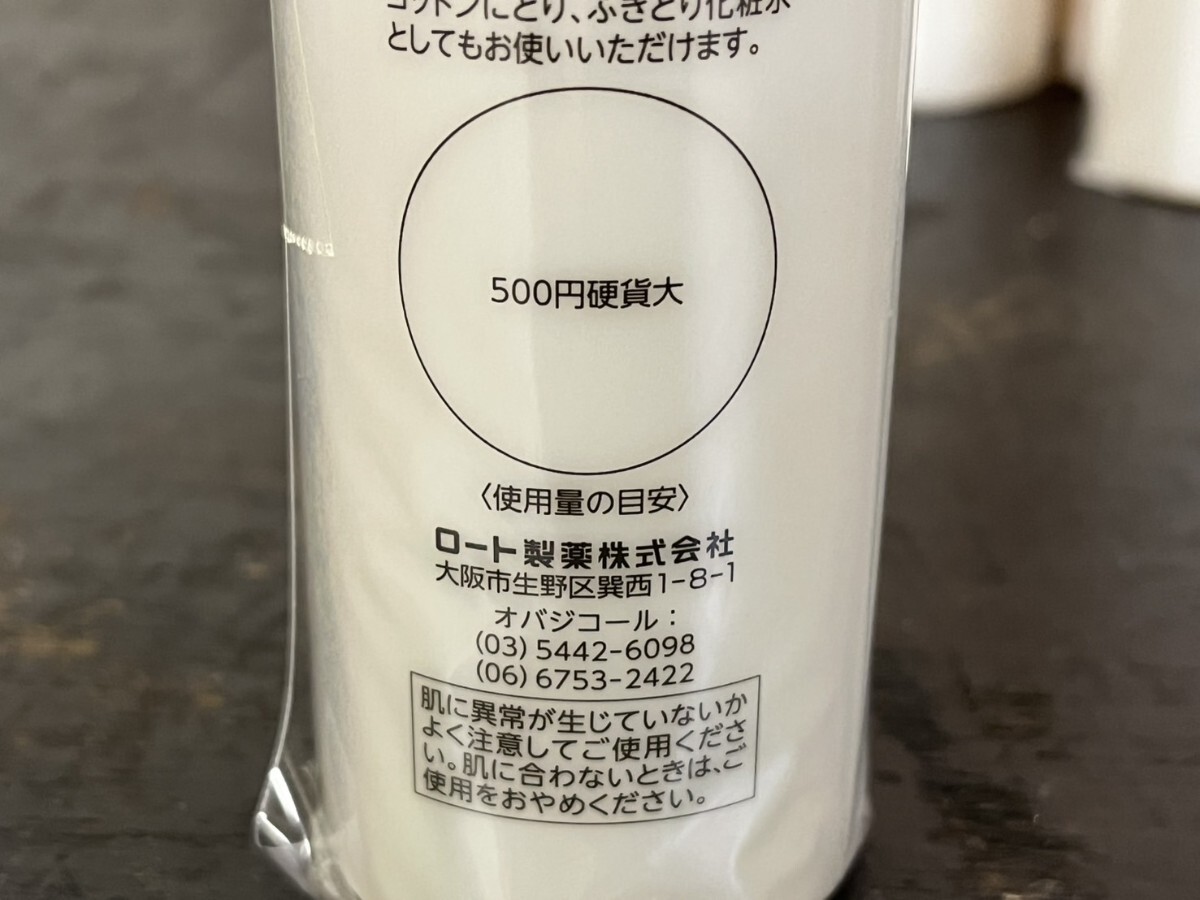 コットンにとり、ふきとり化粧水
としてもお使いいただけます。
500円硬貨大
〈使用量の目安〉
ロート製薬株式会社
大阪市生野区巽西1-8-1
オバジコール：
(03) 5442-6098
(06) 6753-2422
肌に異常が生じていないか
よく注意してご使用くださ
い。肌に合わないときは、ご
使用をおやめください。